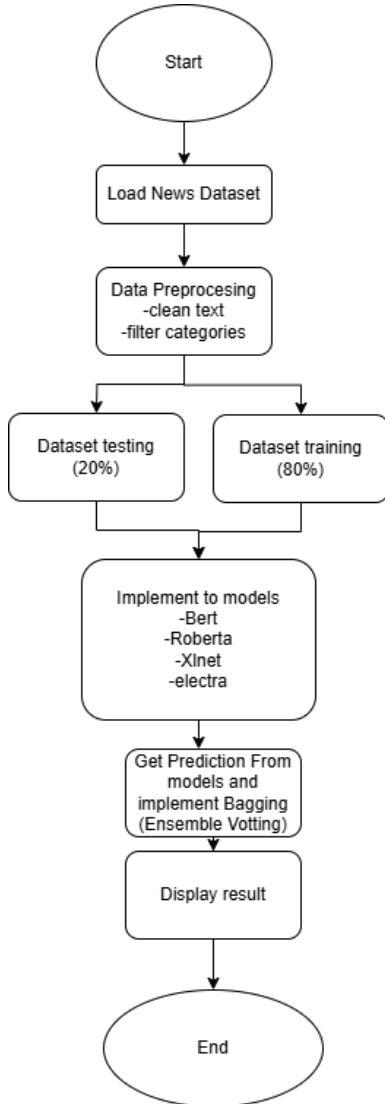 Start
Load News Dataset
Data Preprocesing
-clean text
-filter categories
Dataset testing
(20%)
Dataset training
(80%)
Implement to models
-Bert
-Roberta
-Xlnet
-electra
Get Prediction From
models and
implement Bagging
(Ensemble Votting)
Display result
End